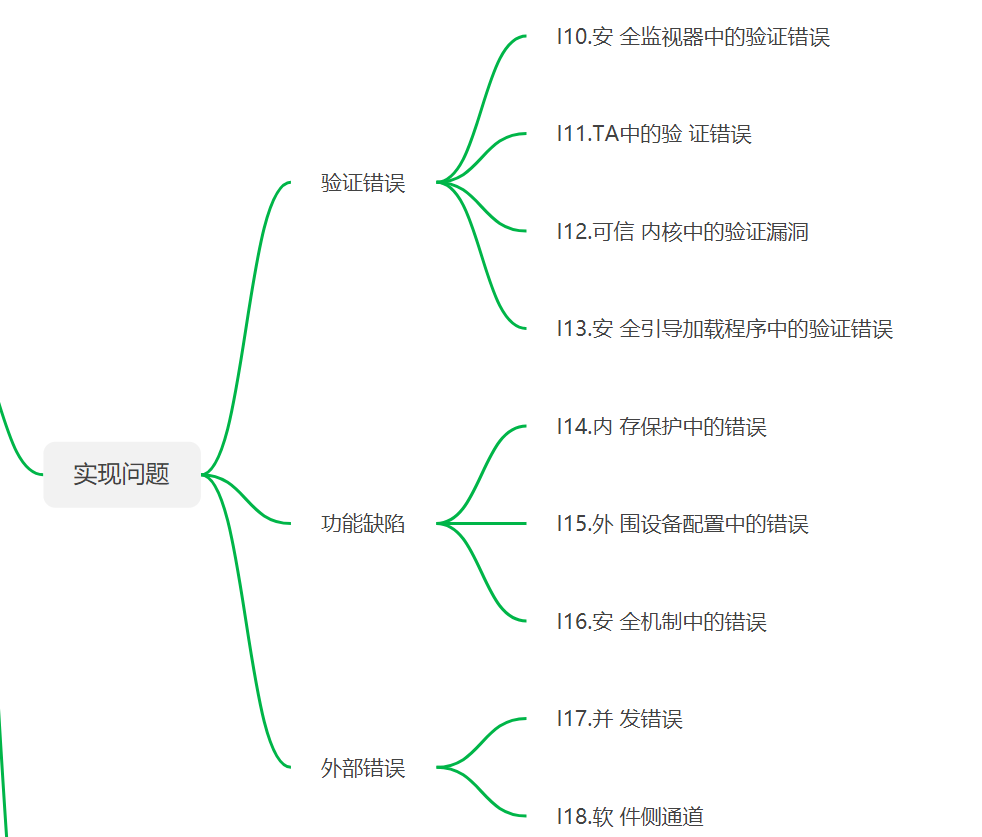 I10.安 全监视器中的验证错误
I11.TA中的验 证错误
验证错误
I12.可信 内核中的验证漏洞
I13.安 全引导加载程序中的验证错误
I14.内 存保护中的错误
实现问题
功能缺陷
I15.外 围设备配置中的错误
I16.安 全机制中的错误
I17.并 发错误
外部错误
I18.软 件侧通道